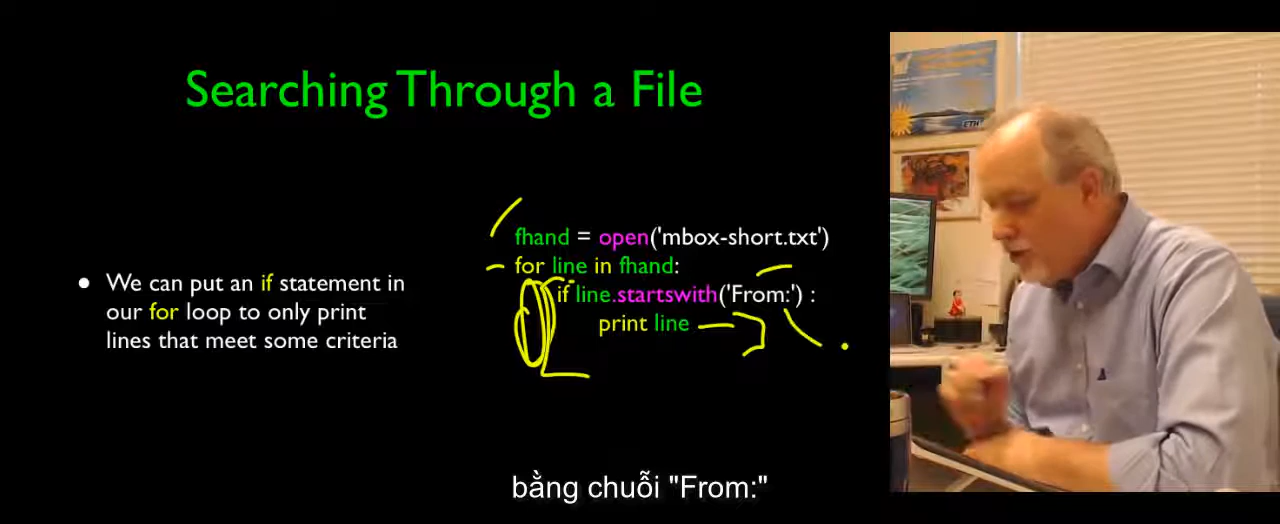 Searching Through a File
We can put an if statement in
our for loop to only print
lines that meet some criteria
fhand = open('mbox-short.txt')
for line in fhand:
if line.startswith('From:') :
print line
ETH
bằng chuỗi "From:"